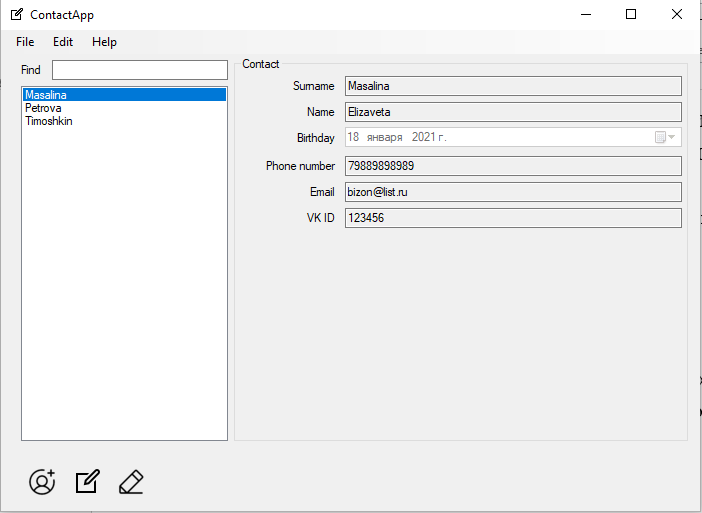 ContactApp
File Edit Help
Find
Masalina
Petrova
Timoshkin
Contact
Surname Masalina
Name Elizaveta
Birthday 18 января 2021 г.
Phone number 79889898989
Email bizon@list.ru
VK ID 123456